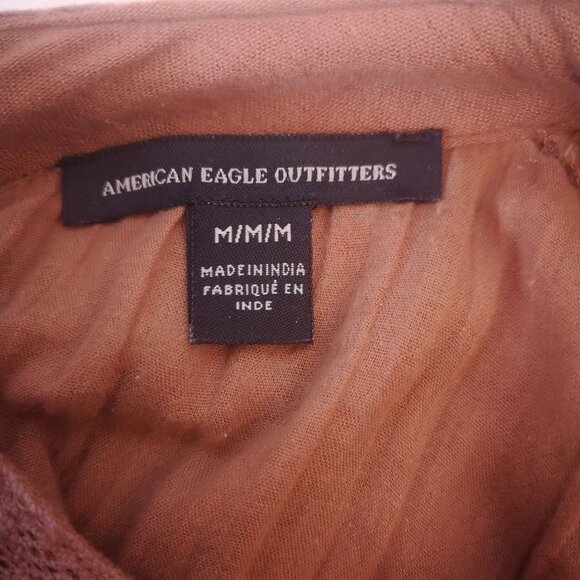 AMERICAN EAGLE OUTFITTERS
M/M/M
MADEININDIA
FABRIQUÉ EN
INDE